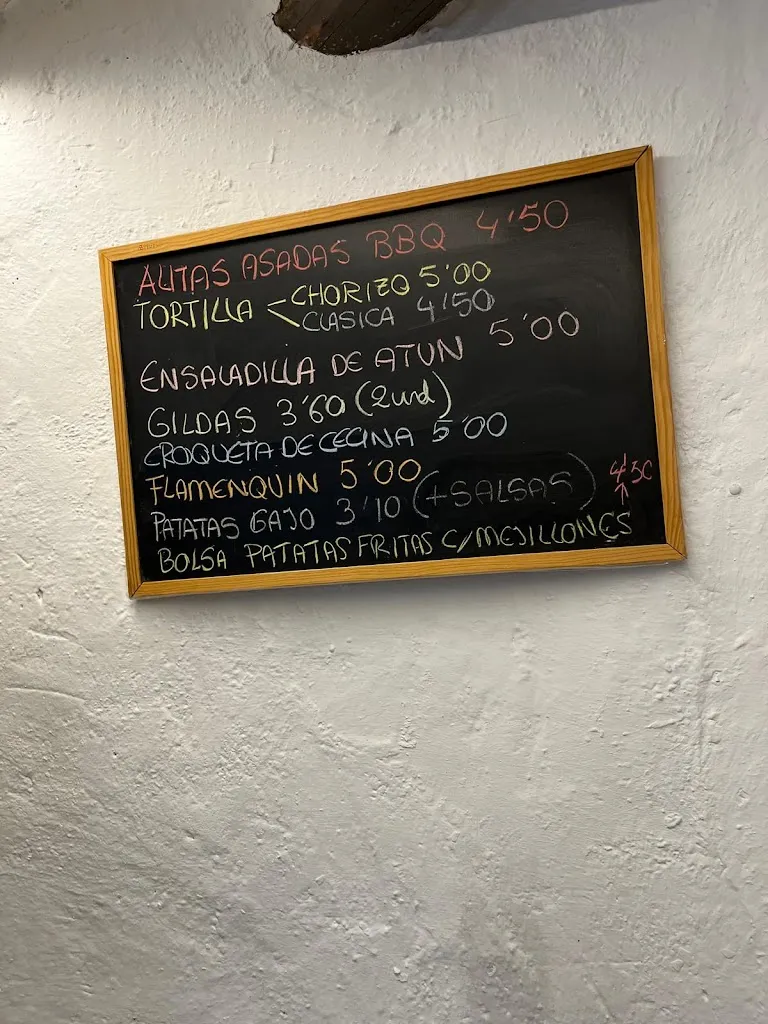 ALITAS ASADAS BBQ 4'50
TORTILLA < CHORIZO 5'00
CLASICA 4'50
ENSALADILLA DE ATUN 5'00
GILDAS 3'60 (2und)
CROQUETA DE CECINA 5'00
FLAMENQUIN 5'00
PATATAS GAJO 3'10 (+SALSAS)
4'50
BOLSA PATATAS FRITAS C/MEJILLONES